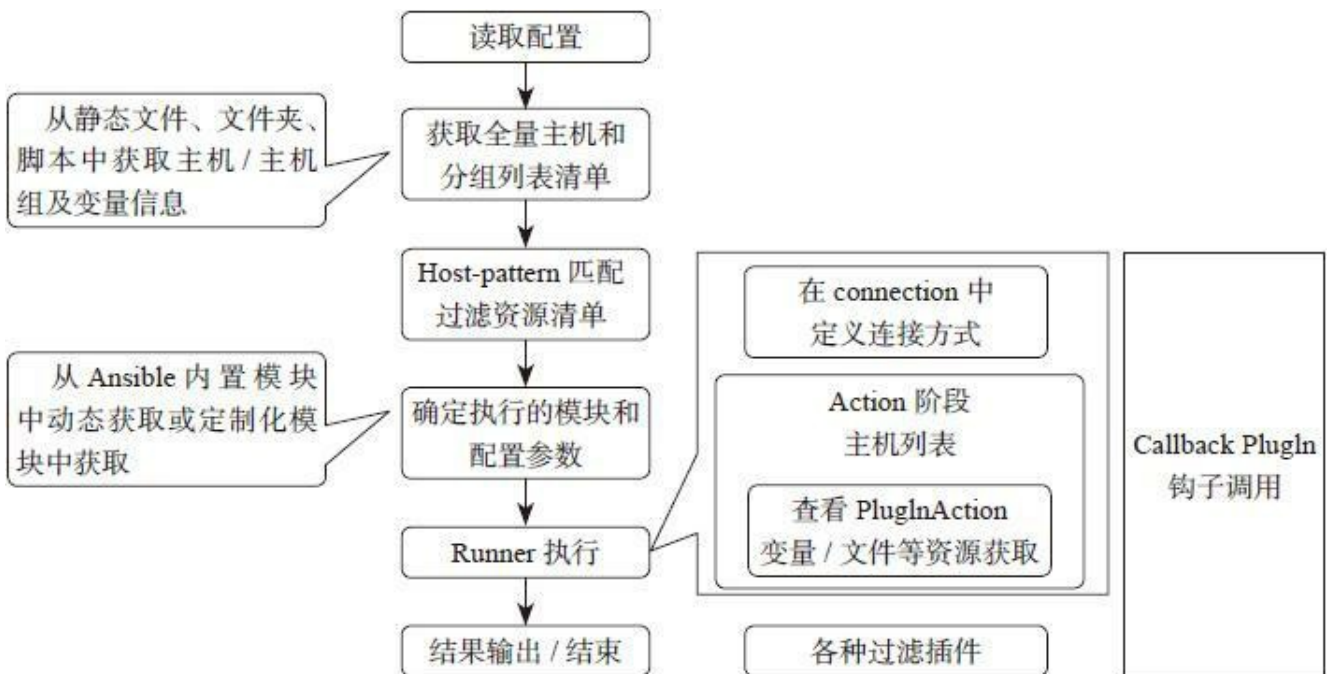 读取配置
从静态文件、文件夹、
脚本中获取主机 / 主机
组及变量信息
获取全量主机和
分组列表清单
Host-pattern 匹配
过滤资源清单
从 Ansible 内置模块
中动态获取或定制化模
块中获取
确定执行的模块和
配置参数
Runner 执行
在 connection 中
定义连接方式
Action 阶段
主机列表
查看 PlugInAction
变量 / 文件等资源获取
Callback PlugIn
钩子调用
结果输出 / 结束
各种过滤插件